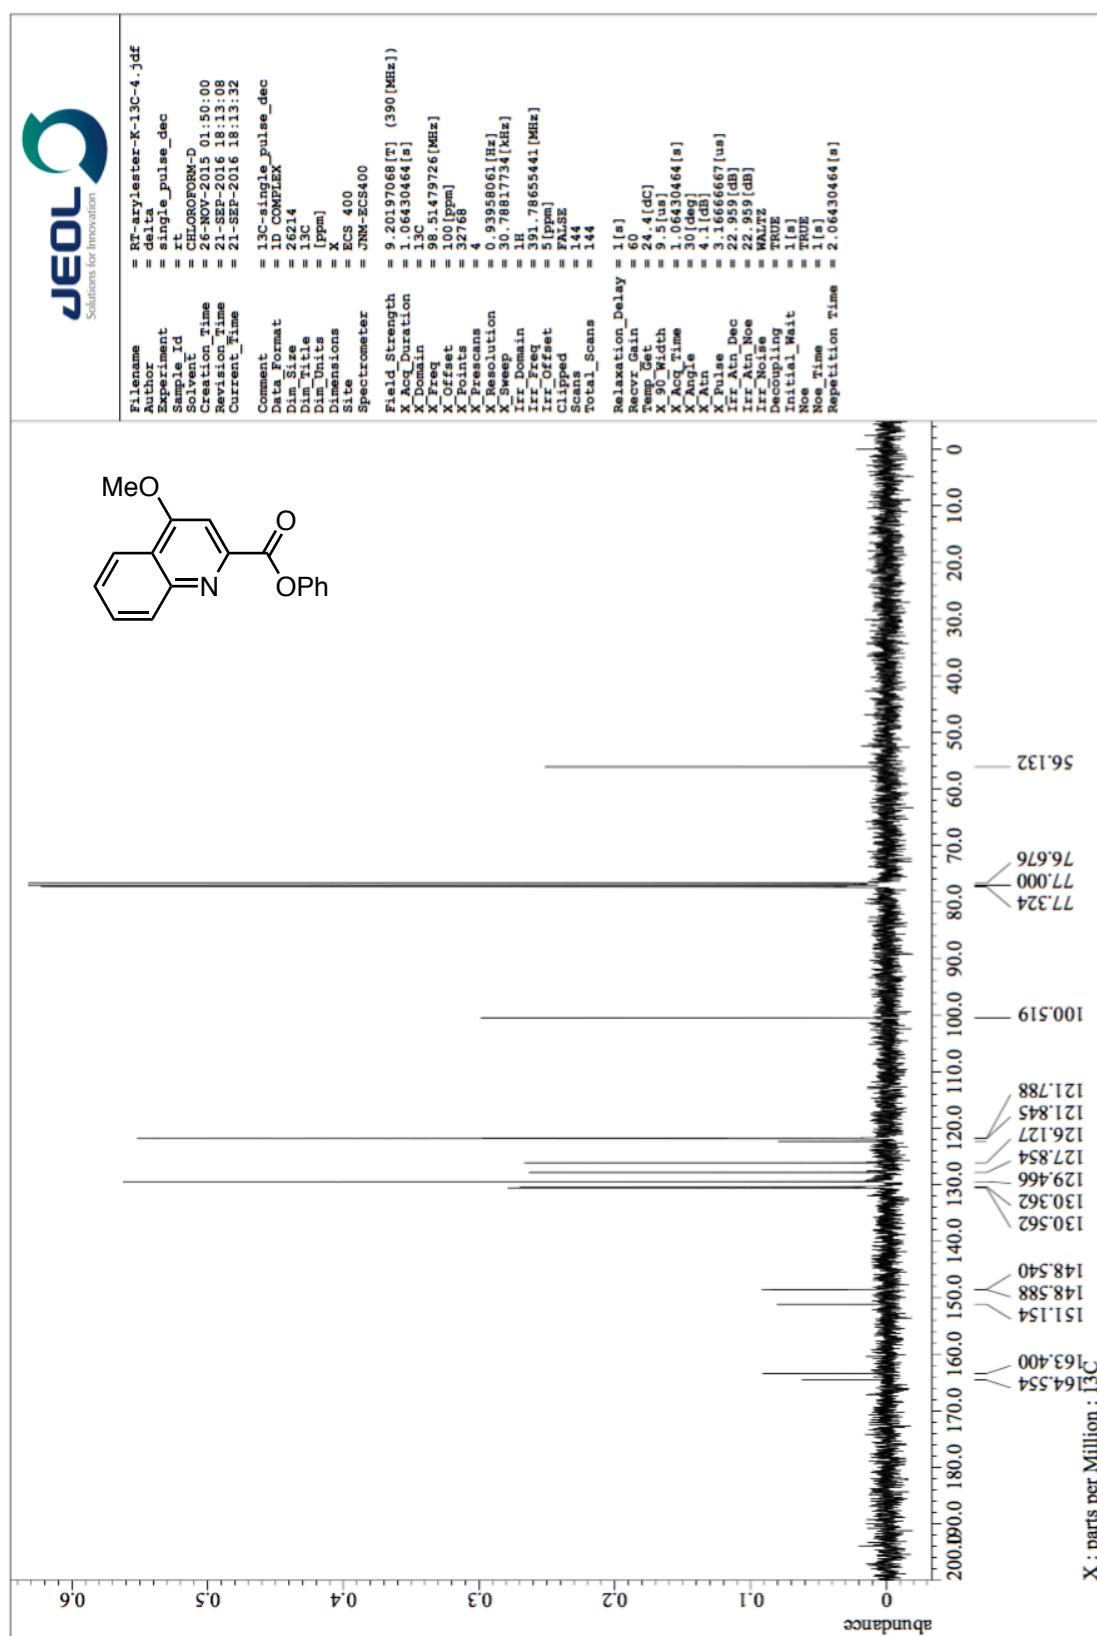 JEOL
Solutions for Innovation
Filename = RT-arylester-K-13C-4.jdf
Author = delta
Experiment = single_pulse_dec
Sample_Id = rt
Solvent = CHLOROFORM-D
Creation_Time = 26-NOV-2015 01:50:00
Revision_Time = 21-SEP-2016 18:13:08
Current_Time = 21-SEP-2016 18:13:32
Comment = 13C-single_pulse_dec
Data_Format = 1D COMPLEX
Dim_Size = 26214
Dim_Title = 13C
Dim_Units = [ppm]
Dimensions = X
Site = ECS 400
Spectrometer = JNM-ECS400
Field_Strength = 9.20197068[T] (390[MHz])
X_Acq_Duration = 1.06430464[s]
X_Domain = 13C
X_Freq = 98.51479726[MHz]
X_Offset = 100[ppm]
X_Points = 32768
X_Prescans = 4
X_Resolution = 0.93958061[Hz]
X_Sweep = 30.78817734[kHz]
Irr_Domain = 1H
Irr_Freq = 391.78655441[MHz]
Irr_Offset = 5[ppm]
Clipped = FALSE
Scans = 144
Total_Scans = 144
Relaxation_Delay = 1[s]
Recvr_Gain = 60
Temp_Get = 24.4[dC]
X_90_Width = 9.5[us]
X_Acq_Time = 1.06430464[s]
X_Angle = 30[deg]
X_Atn = 4.1[dB]
X_Pulse = 3.16666667[us]
Irr_Atn_Dec = 22.959[dB]
Irr_Atn_Noe = 22.959[dB]
Irr_Noise = WALTZ
Decoupling = TRUE
Initial_Wait = 1[s]
Noe = TRUE
Noe_Time = 1[s]
Repetition_Time = 2.06430464[s]
MeO
O
N
OPh
abundance
0 0.1 0.2 0.3 0.4 0.5 0.6
200.0 190.0 180.0 170.0 160.0 150.0 140.0 130.0 120.0 110.0 100.0 90.0 80.0 70.0 60.0 50.0 40.0 30.0 20.0 10.0 0
164.554
163.400
151.154
148.588
148.540
130.562
130.362
129.466
127.854
126.127
121.845
121.788
100.519
77.324
77.000
76.676
56.132
X : parts per Million : 13C